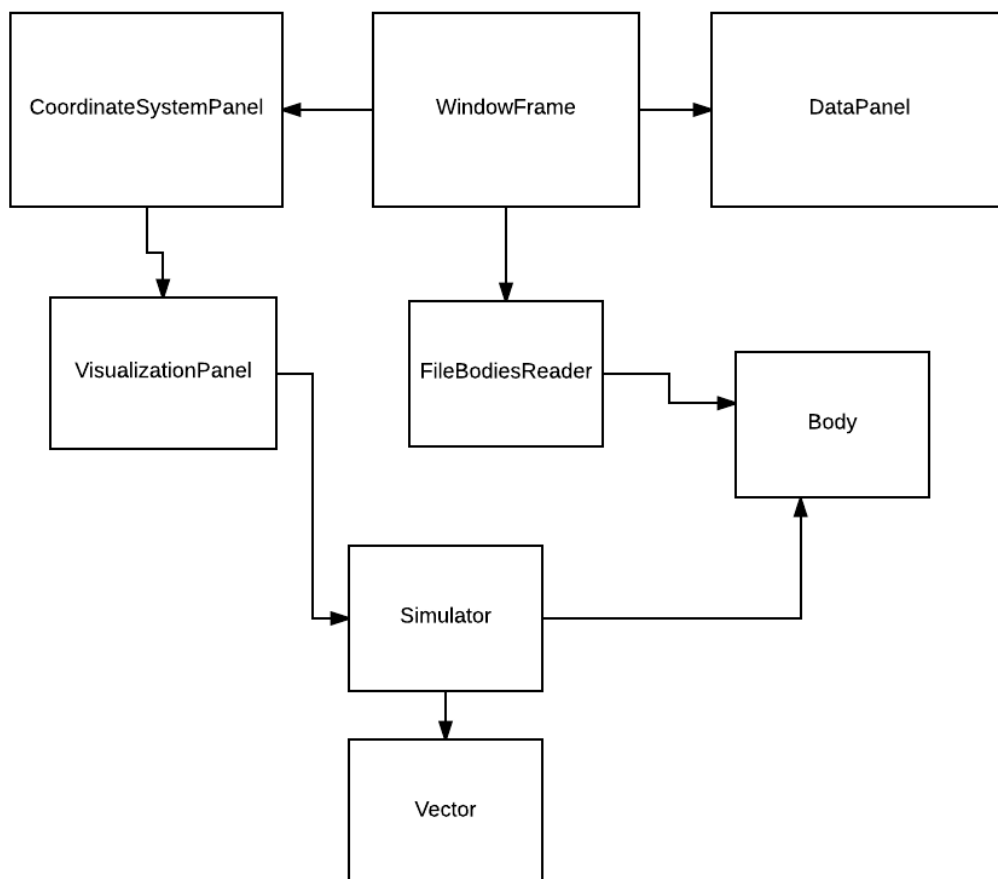 CoordinateSystemPanel
WindowFrame
DataPanel
VisualizationPanel
FileBodiesReader
Body
Simulator
Vector